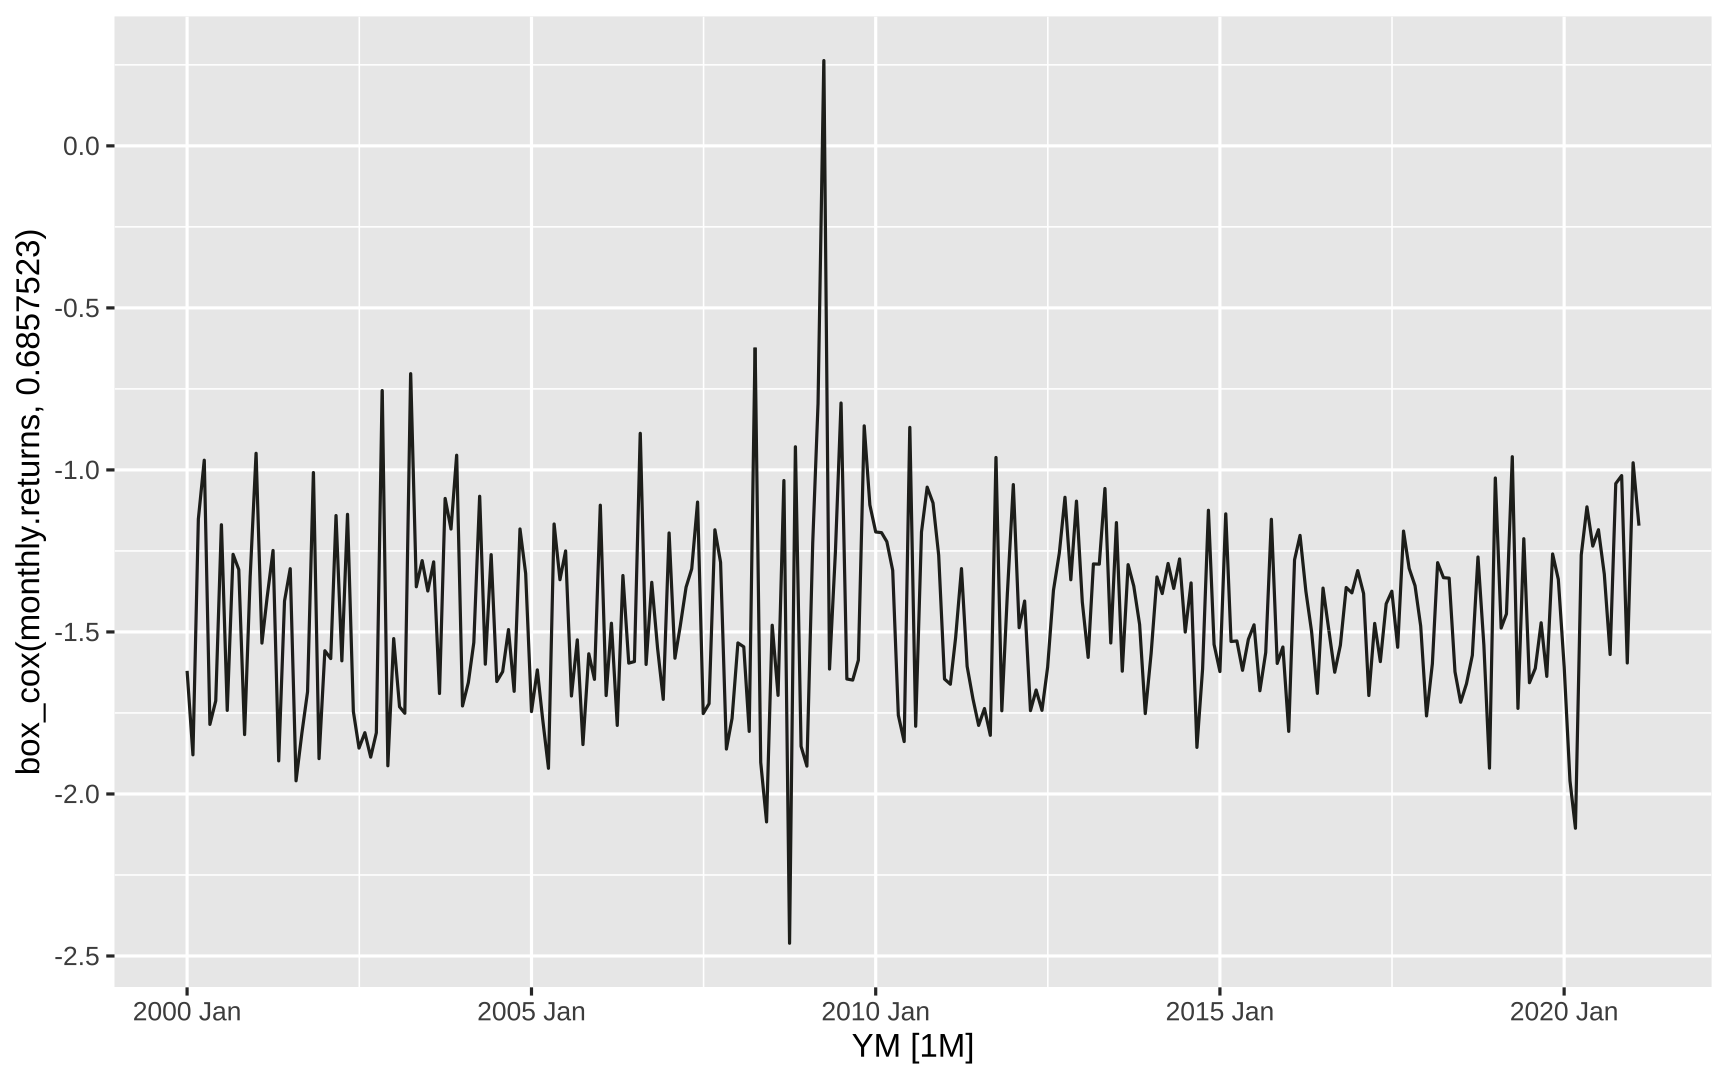 box_cox(monthly.returns, 0.6857523)
0.0
-0.5
-1.0
-1.5
-2.0
-2.5
2000 Jan
2005 Jan
2010 Jan
2015 Jan
2020 Jan
YM [1M]